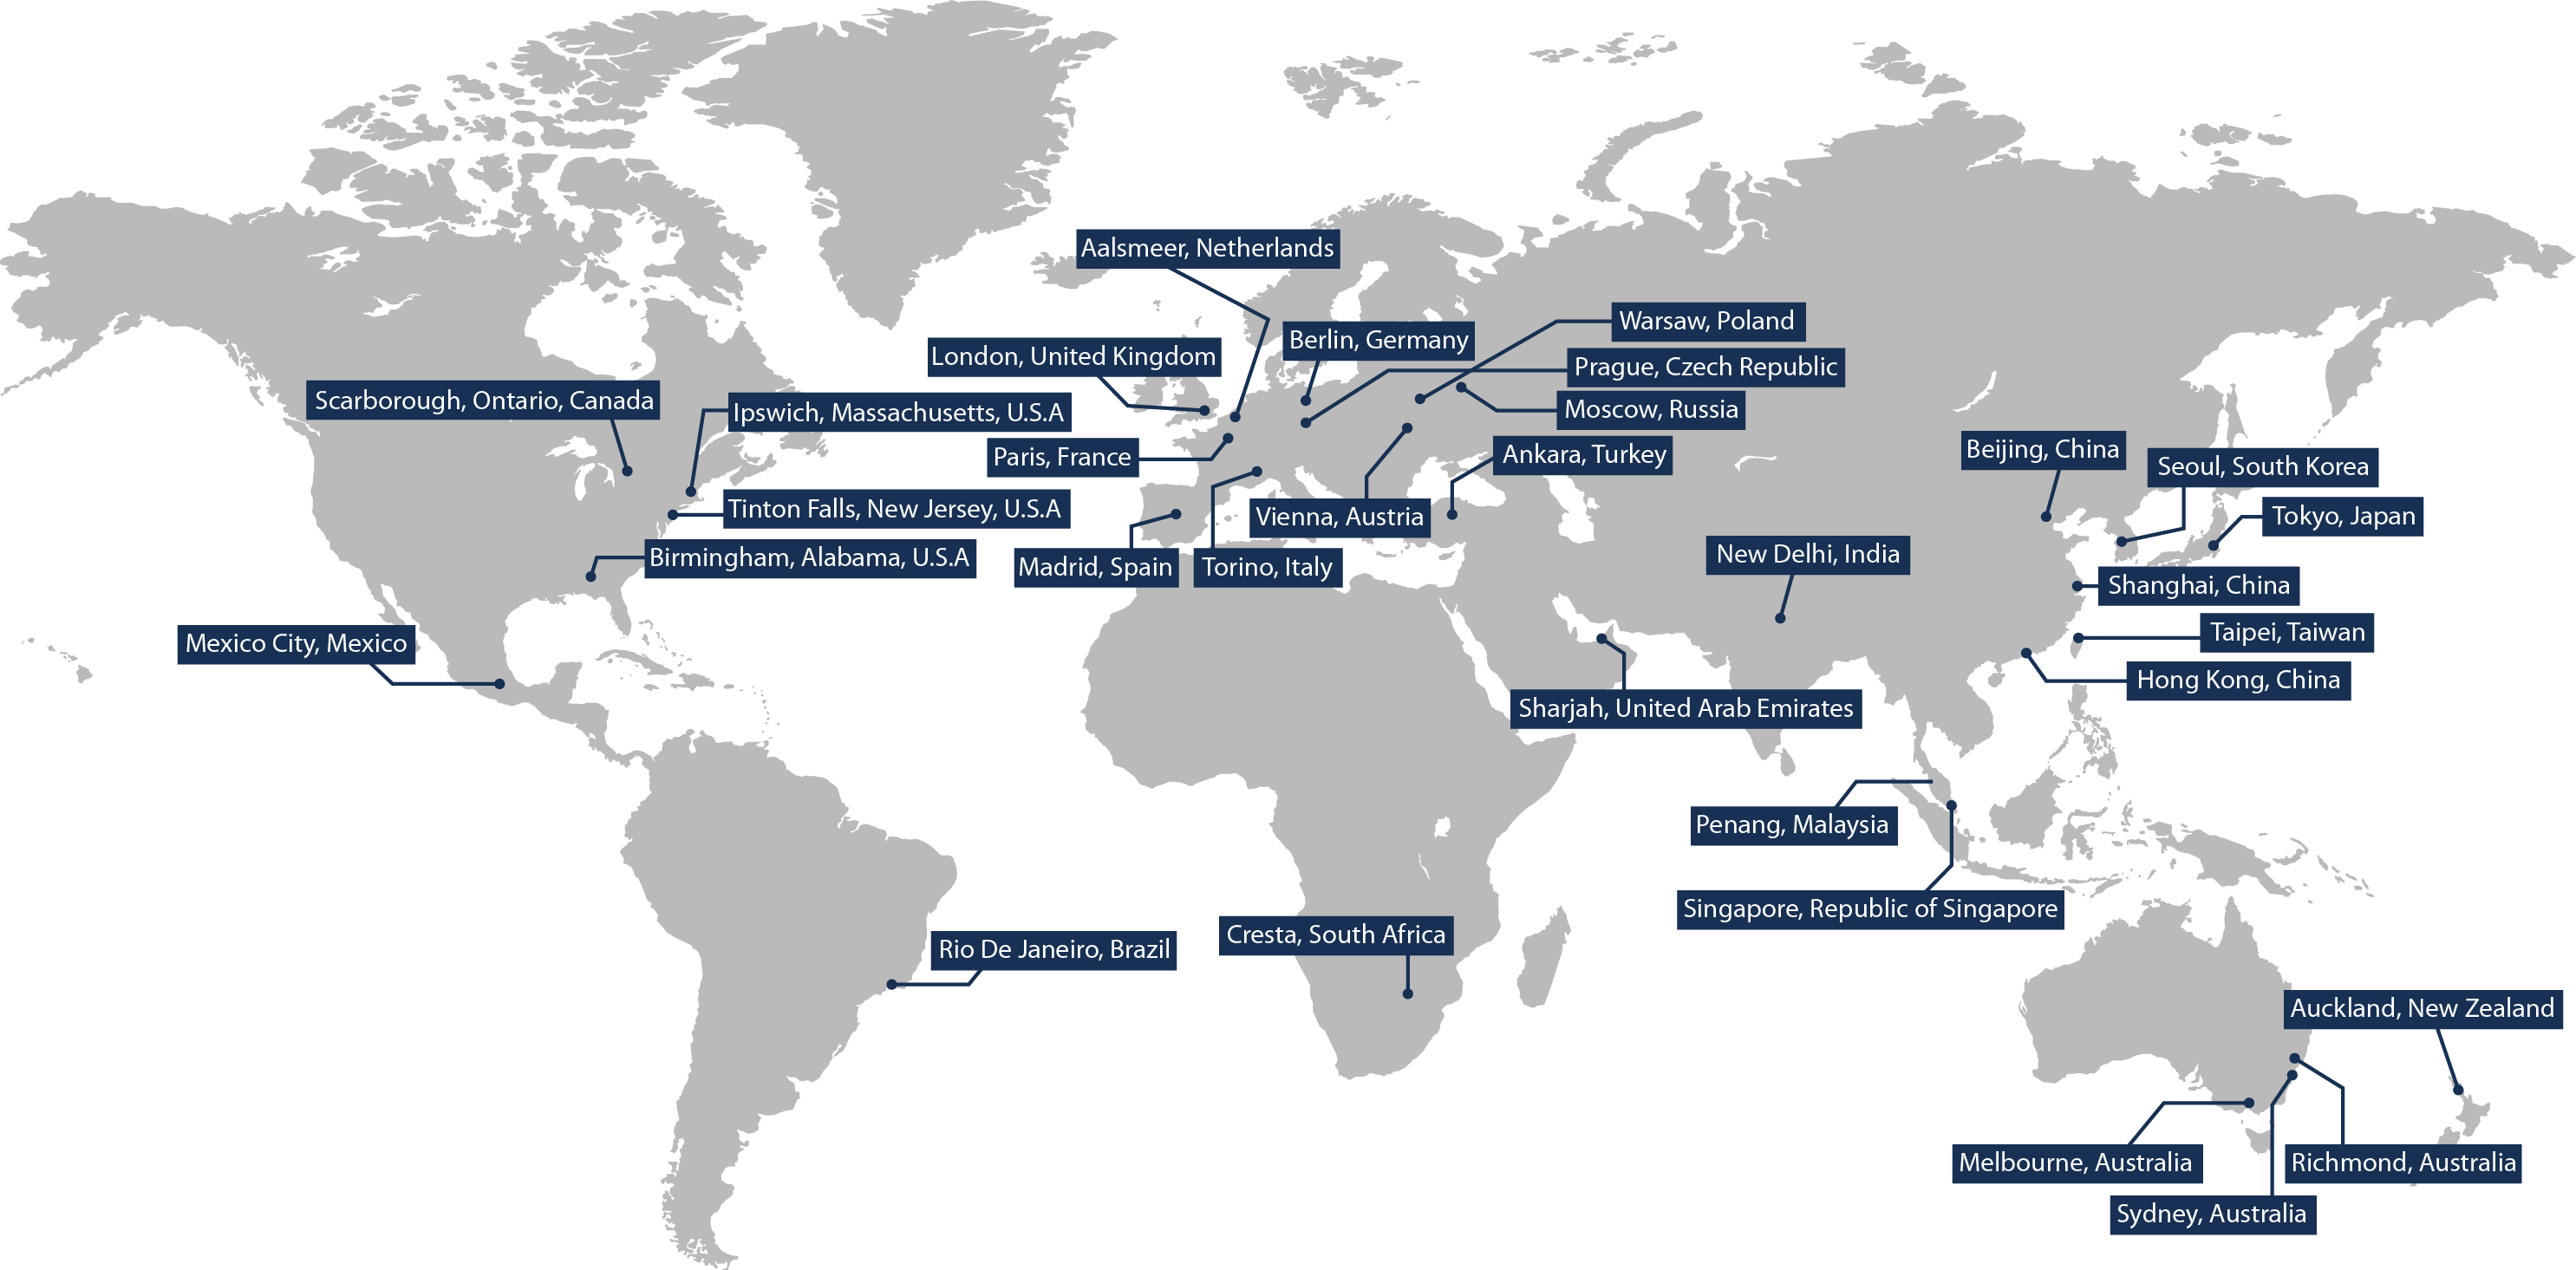 Aalsmeer, Netherlands
Warsaw, Poland
Berlin, Germany
London, United Kingdom
Prague, Czech Republic
Scarborough, Ontario, Canada
Ipswich, Massachusetts, U.S.A
Moscow, Russia
Paris, France
Ankara, Turkey
Beijing, China
Seoul, South Korea
Tinton Falls, New Jersey, U.S.A
Vienna, Austria
Tokyo, Japan
Birmingham, Alabama, U.S.A
Madrid, Spain
Torino, Italy
New Delhi, India
Shanghai, China
Mexico City, Mexico
Taipei, Taiwan
Hong Kong, China
Sharjah, United Arab Emirates
Penang, Malaysia
Singapore, Republic of Singapore
Cresta, South Africa
Rio De Janeiro, Brazil
Auckland, New Zealand
Melbourne, Australia
Richmond, Australia
Sydney, Australia